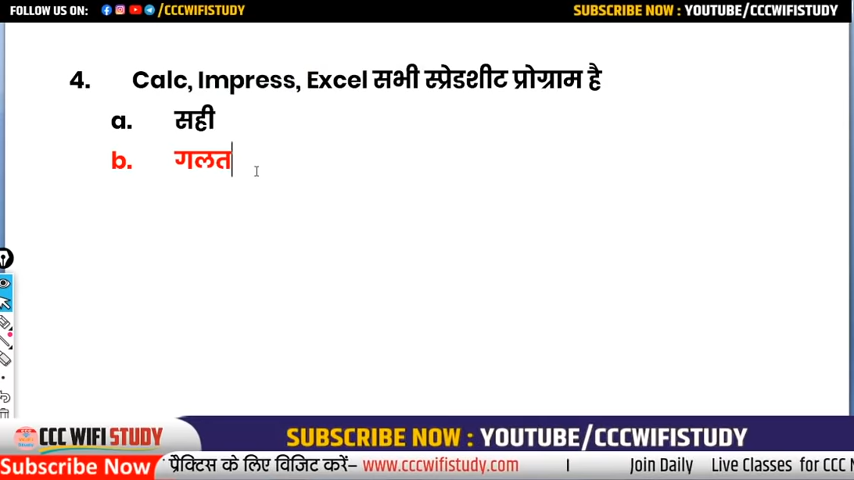 FOLLOW US ON: /CCCWIFISTUDY SUBSCRIBE NOW : YOUTUBE/CCCWIFISTUDY
4. Calc, Impress, Excel सभी स्प्रेडशीट प्रोग्राम है
a. सही
b. गलत
CCC WIFI STUDY SUBSCRIBE NOW : YOUTUBE/CCCWIFISTUDY
Subscribe Now प्रैक्टिस के लिए विजिट करें– www.cccwifistudy.com I Join Daily Live Classes for CCC